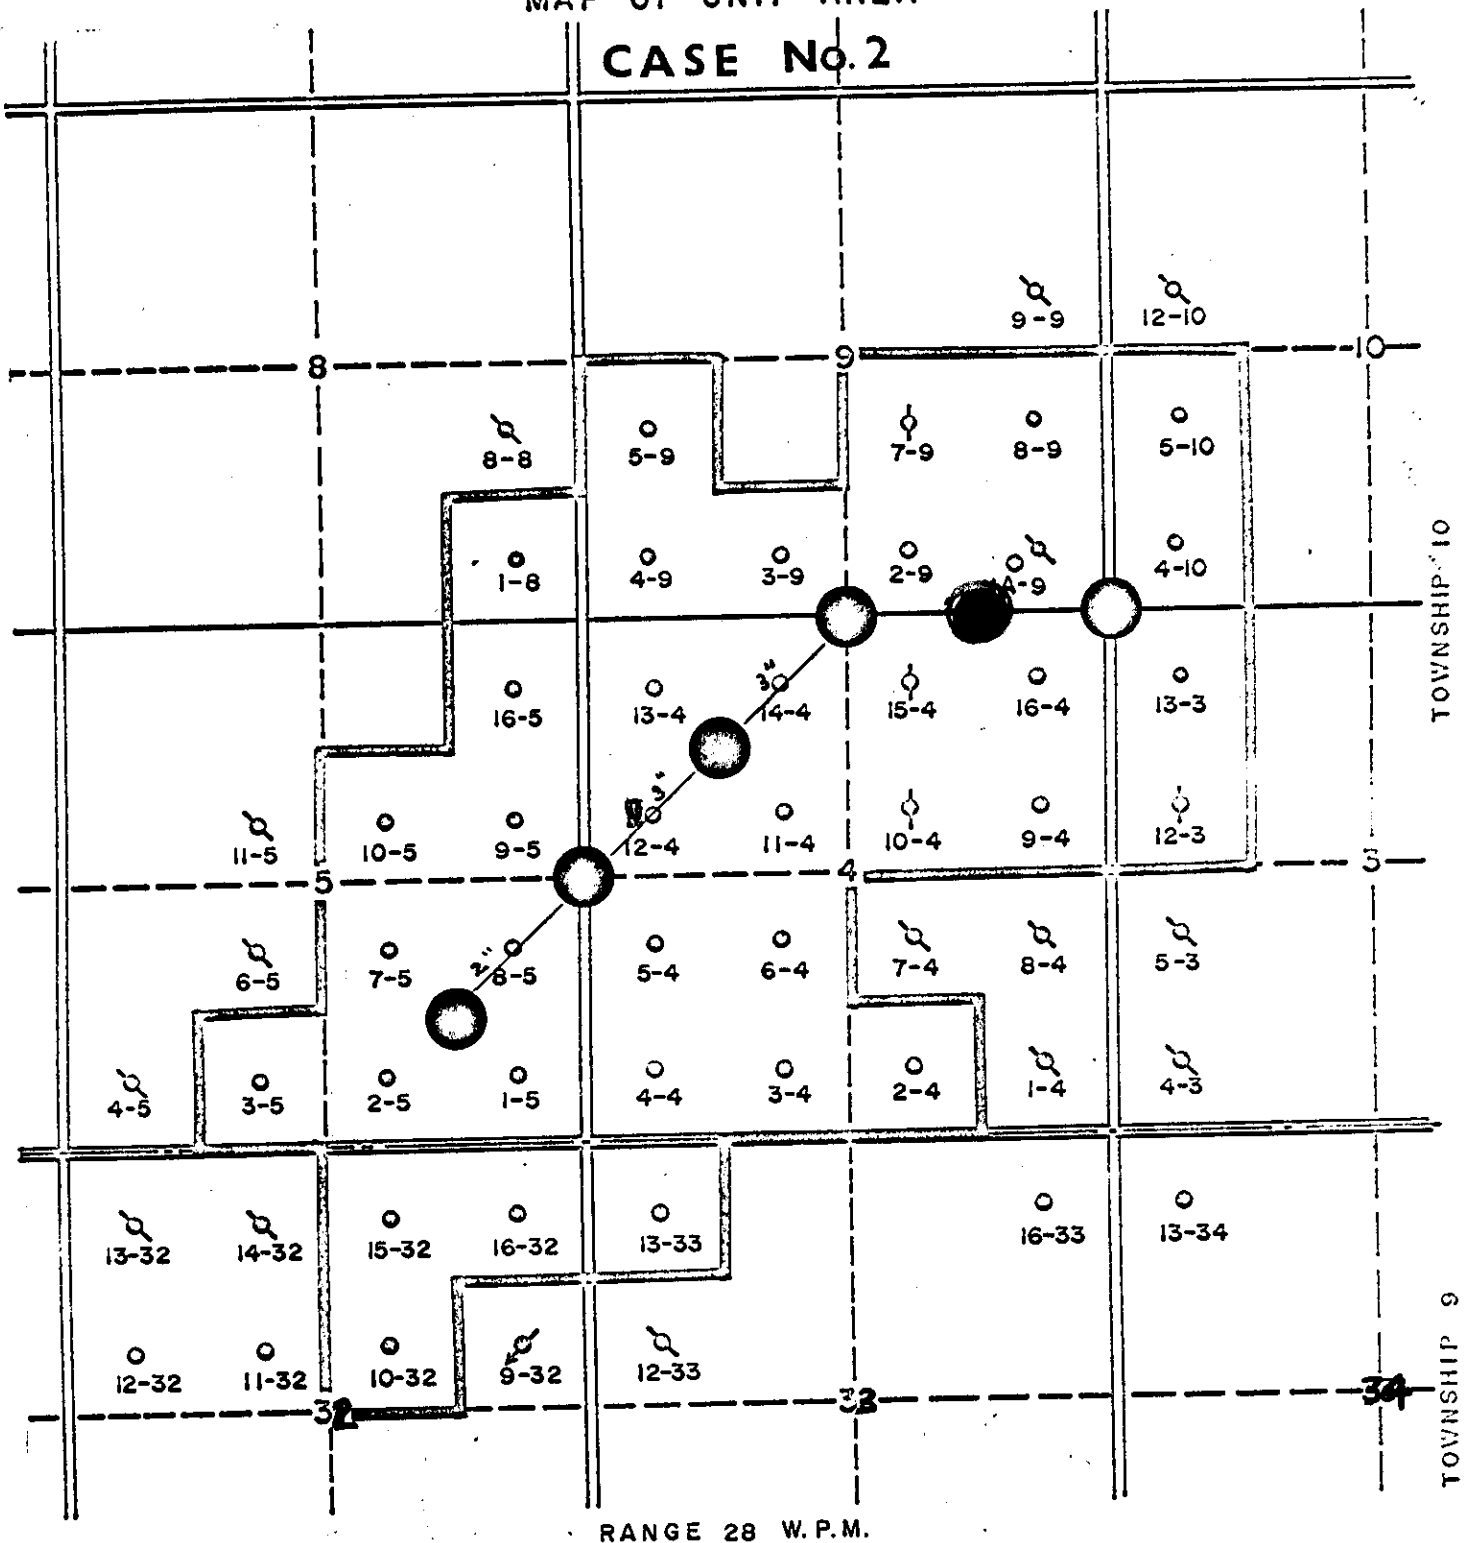 MAP OF UNIT AREA
CASE No. 2
9-9 12-10
8 9 10
8-8 5-9 7-9 8-9 5-10
1-8 4-9 3-9 2-9 A-9 4-10
TOWNSHIP 10
16-5 13-4 3" 14-4 15-4 16-4 13-3
3"
11-5 10-5 9-5 12-4 11-4 10-4 9-4 12-3
5 4 3
6-5 7-5 2" 8-5 5-4 6-4 7-4 8-4 5-3
4-5 3-5 2-5 1-5 4-4 3-4 2-4 1-4 4-3
13-32 14-32 15-32 16-32 13-33 16-33 13-34
12-32 11-32 10-32 9-32 12-33
32 33 34
TOWNSHIP 9
RANGE 28 W.P.M.